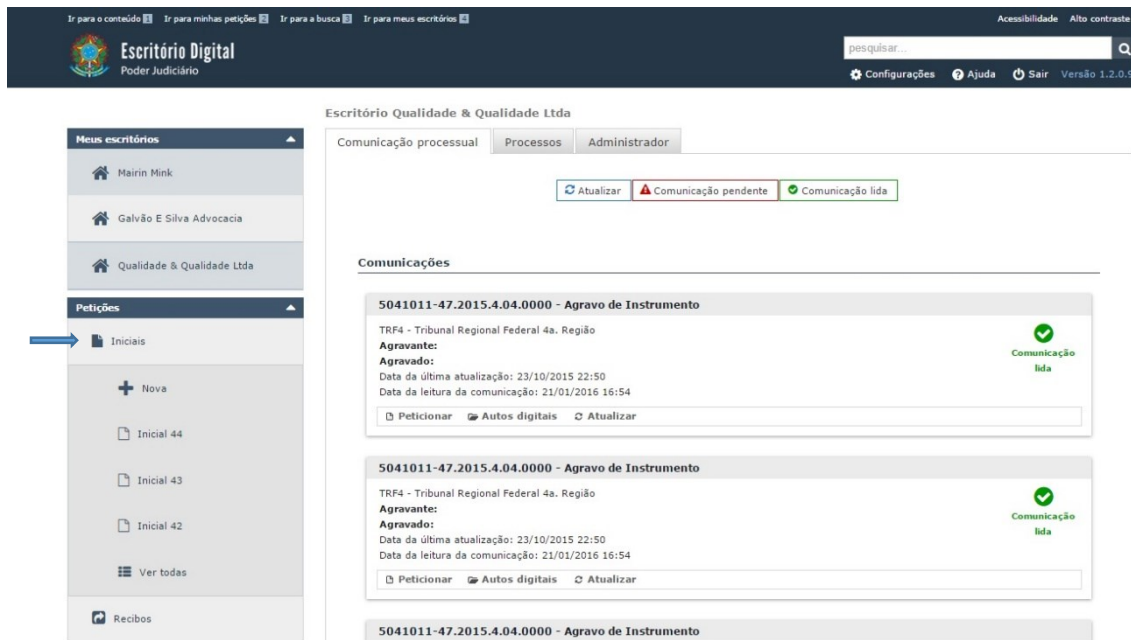 Ir para o conteúdo 1 Ir para minhas petições 2 Ir para a busca 3 Ir para meus escritórios 4
Acessibilidade Alto contraste
Escritório Digital
Poder Judiciário
pesquisar...
Configurações Ajuda Sair Versão 1.2.0.9
Escritório Qualidade & Qualidade Ltda
Meus escritórios
Mairin Mink
Galvão E Silva Advocacia
Qualidade & Qualidade Ltda
Petições
Iniciais
Nova
Inicial 44
Inicial 43
Inicial 42
Ver todas
Recibos
Comunicação processual Processos Administrador
Atualizar Comunicação pendente Comunicação lida
Comunicações
5041011-47.2015.4.04.0000 - Agravo de Instrumento
TRF4 - Tribunal Regional Federal 4a. Região
Agravante:
Agravado:
Data da última atualização: 23/10/2015 22:50
Data da leitura da comunicação: 21/01/2016 16:54
Comunicação
lida
Peticionar Autos digitais Atualizar
5041011-47.2015.4.04.0000 - Agravo de Instrumento
TRF4 - Tribunal Regional Federal 4a. Região
Agravante:
Agravado:
Data da última atualização: 23/10/2015 22:50
Data da leitura da comunicação: 21/01/2016 16:54
Comunicação
lida
Peticionar Autos digitais Atualizar
5041011-47.2015.4.04.0000 - Agravo de Instrumento